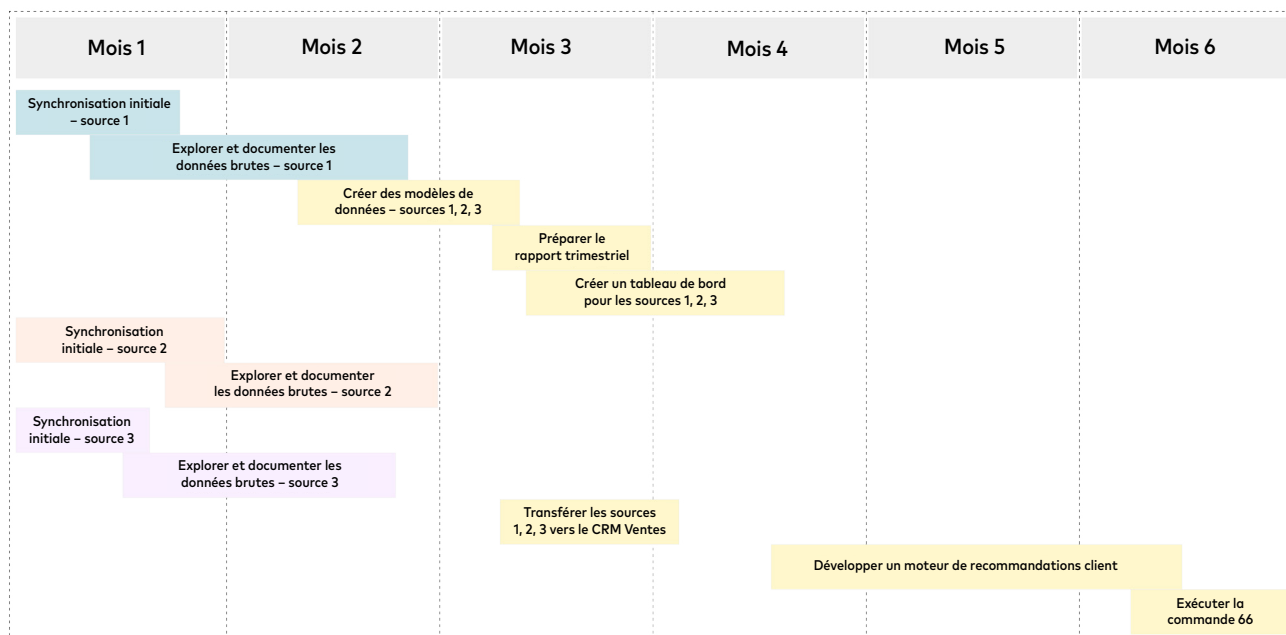 Mois 1
Mois 2
Mois 3
Mois 4
Mois 5
Mois 6
Synchronisation initiale
– source 1
Explorer et documenter les
données brutes – source 1
Créer des modèles de
données – sources 1, 2, 3
Préparer le
rapport trimestriel
Créer un tableau de bord
pour les sources 1, 2, 3
Synchronisation
initiale – source 2
Explorer et documenter
les données brutes – source 2
Synchronisation
initiale – source 3
Explorer et documenter les
données brutes – source 3
Transférer les sources
1, 2, 3 vers le CRM Ventes
Développer un moteur de recommandations client
Exécuter la
commande 66